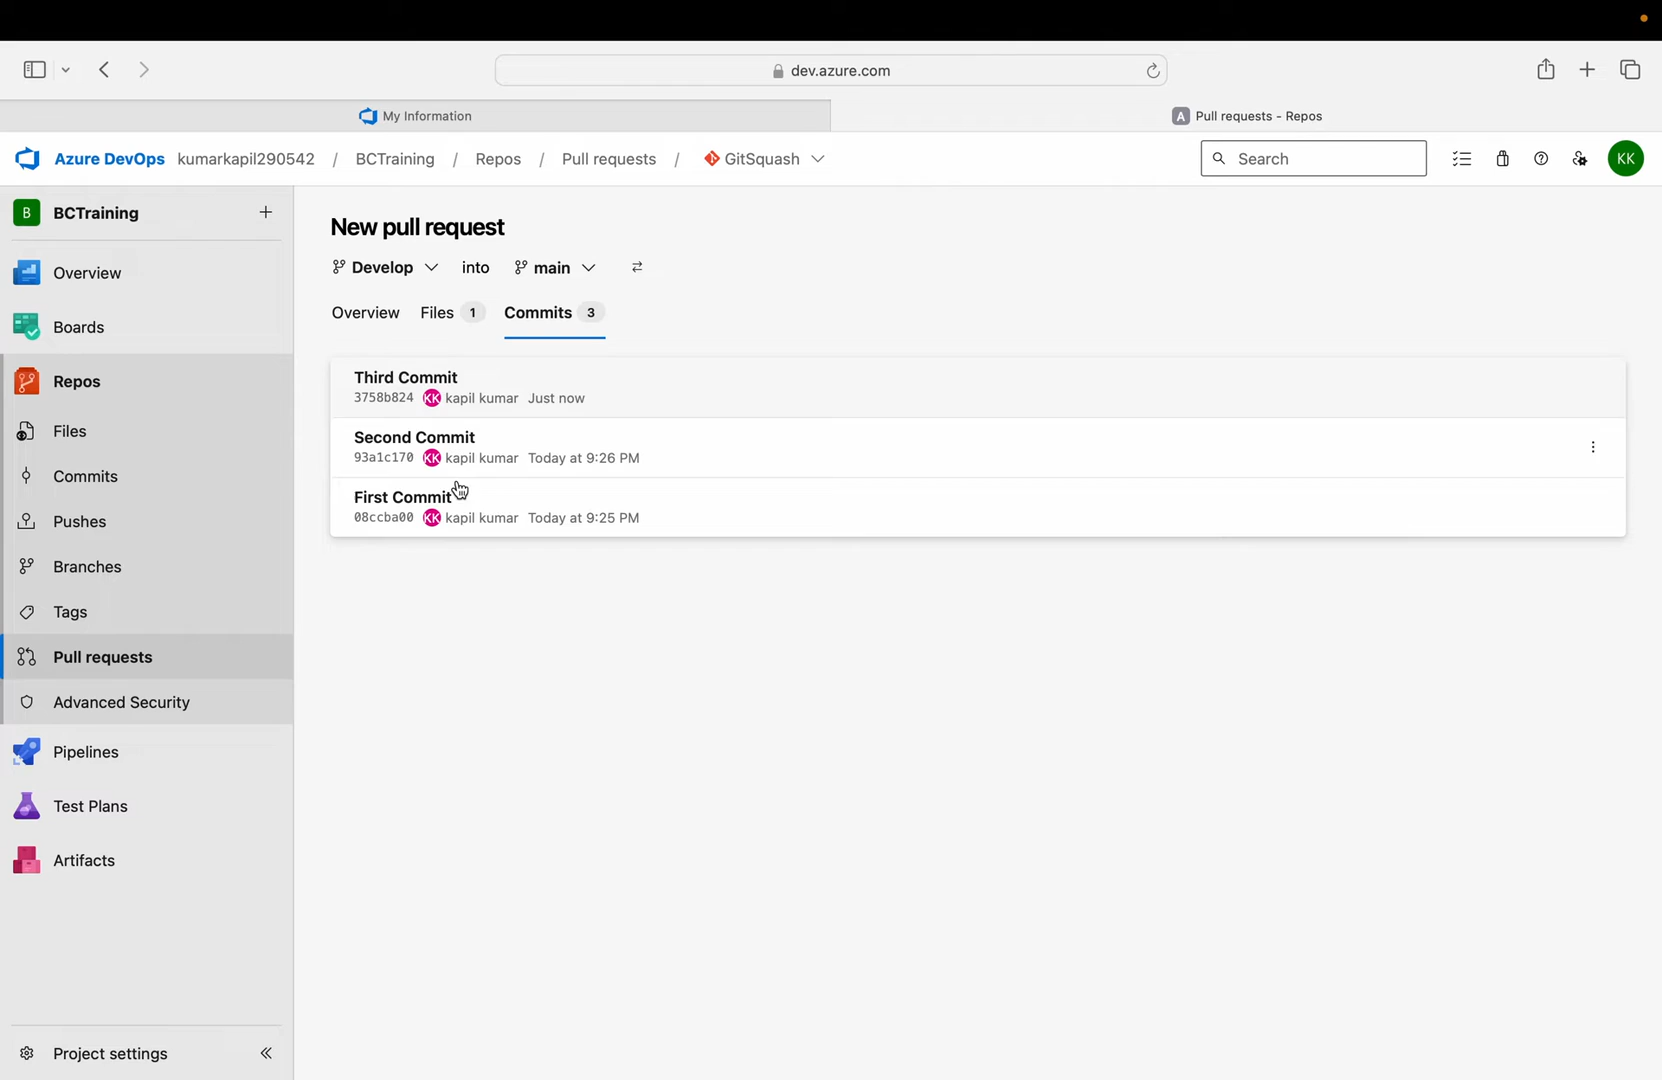 dev.azure.com
My Information
A Pull requests - Repos
Azure DevOps kumarkapil290542 / BCTraining / Repos / Pull requests / GitSquash
Search
KK
B BCTraining
Overview
Boards
Repos
Files
Commits
Pushes
Branches
Tags
Pull requests
Advanced Security
Pipelines
Test Plans
Artifacts
Project settings
New pull request
Develop into main
Overview Files 1 Commits 3
Third Commit
3758b824 KK kapil kumar Just now
Second Commit
93a1c170 KK kapil kumar Today at 9:26 PM
First Commit
08ccba00 KK kapil kumar Today at 9:25 PM